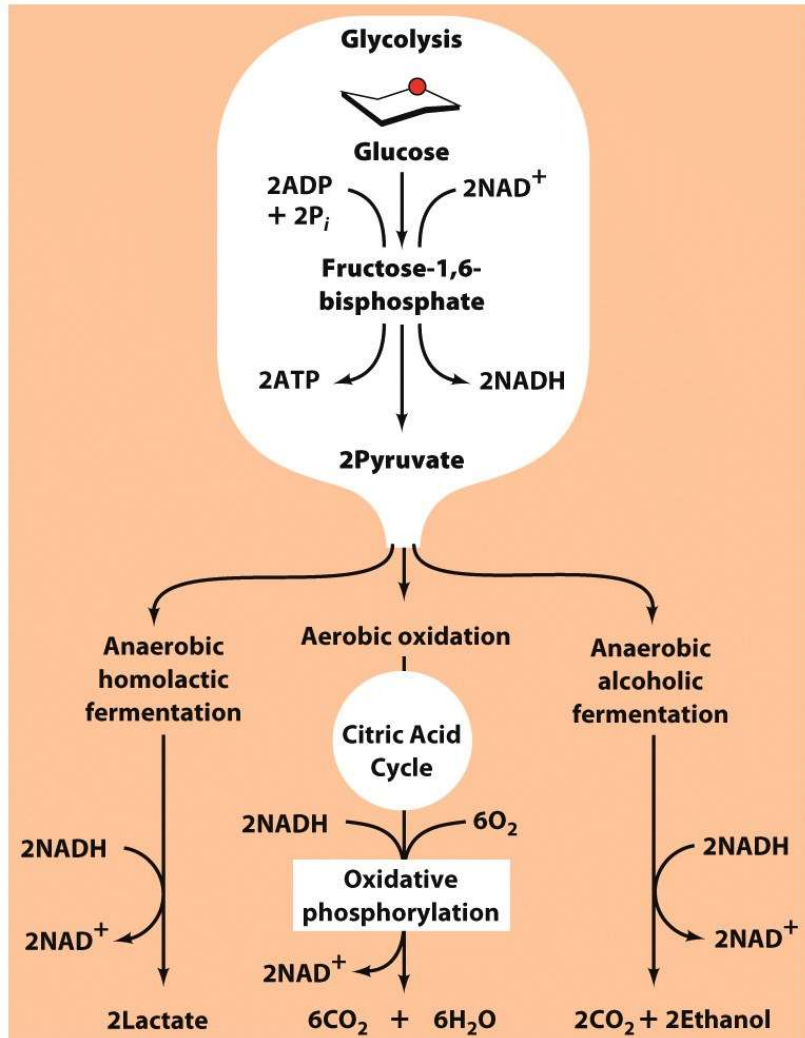 Glycolysis
Glucose
2ADP
+ 2Pi
2NAD+
Fructose-1,6-
bisphosphate
2ATP
2NADH
2Pyruvate
Anaerobic
homolactic
fermentation
Aerobic oxidation
Anaerobic
alcoholic
fermentation
Citric Acid
Cycle
2NADH
2NAD+
2NADH
6O2
Oxidative
phosphorylation
2NAD+
2NADH
2NAD+
2Lactate
6CO2 + 6H2O
2CO2 + 2Ethanol